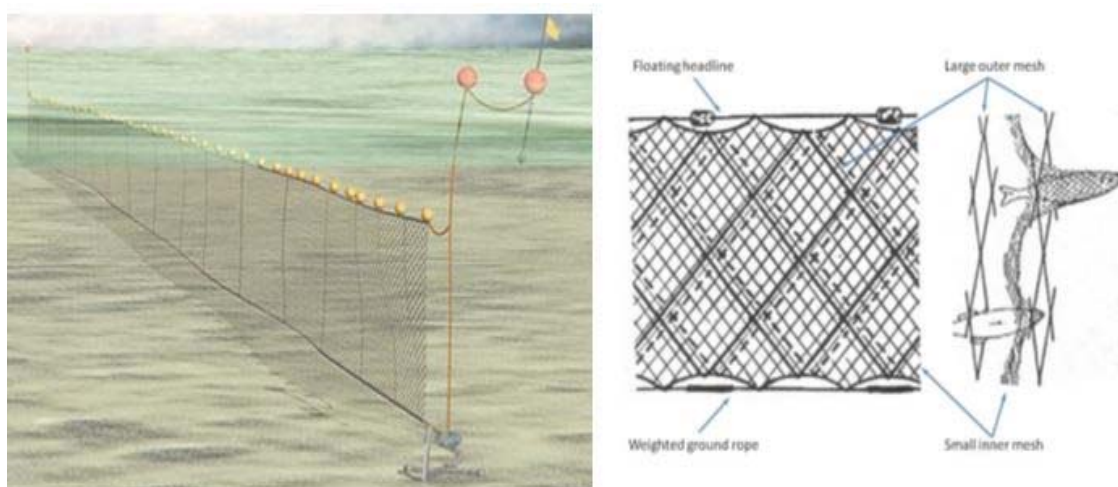 Floating headline
Large outer mesh
Weighted ground rope
Small inner mesh